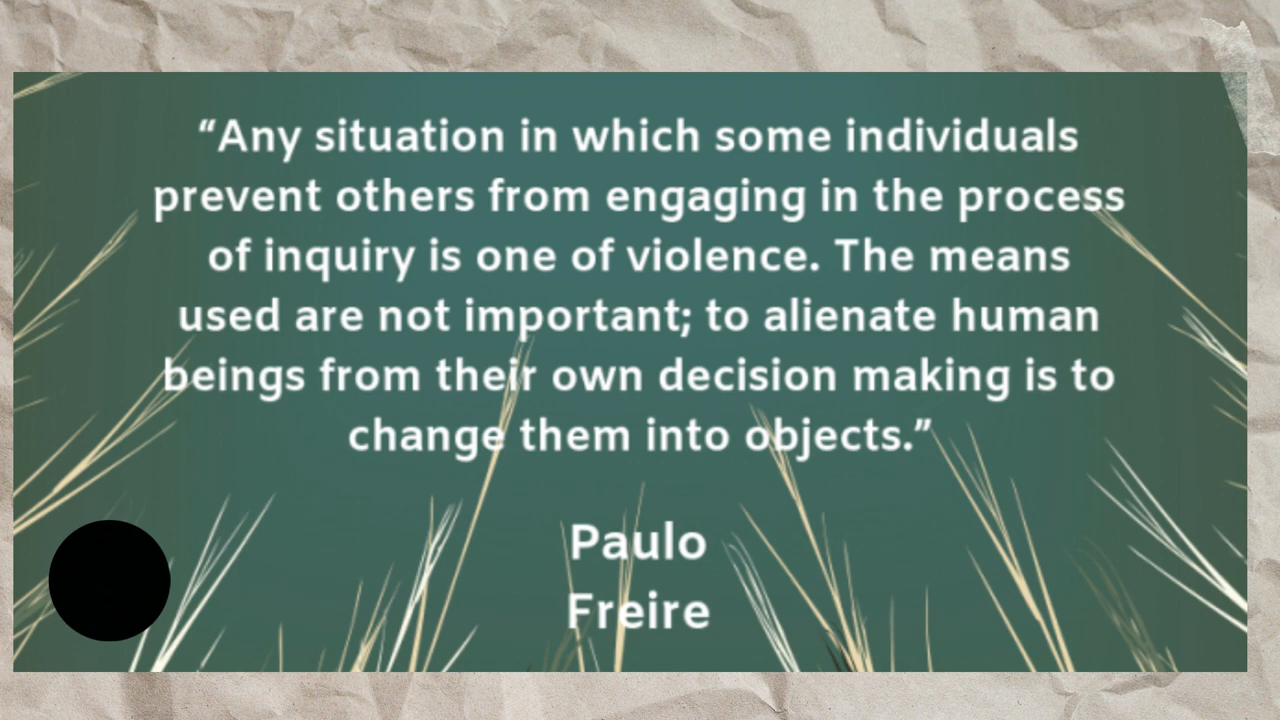 “Any situation in which some individuals
prevent others from engaging in the process
of inquiry is one of violence. The means
used are not important; to alienate human
beings from their own decision making is to
change them into objects.”
Paulo
Freire